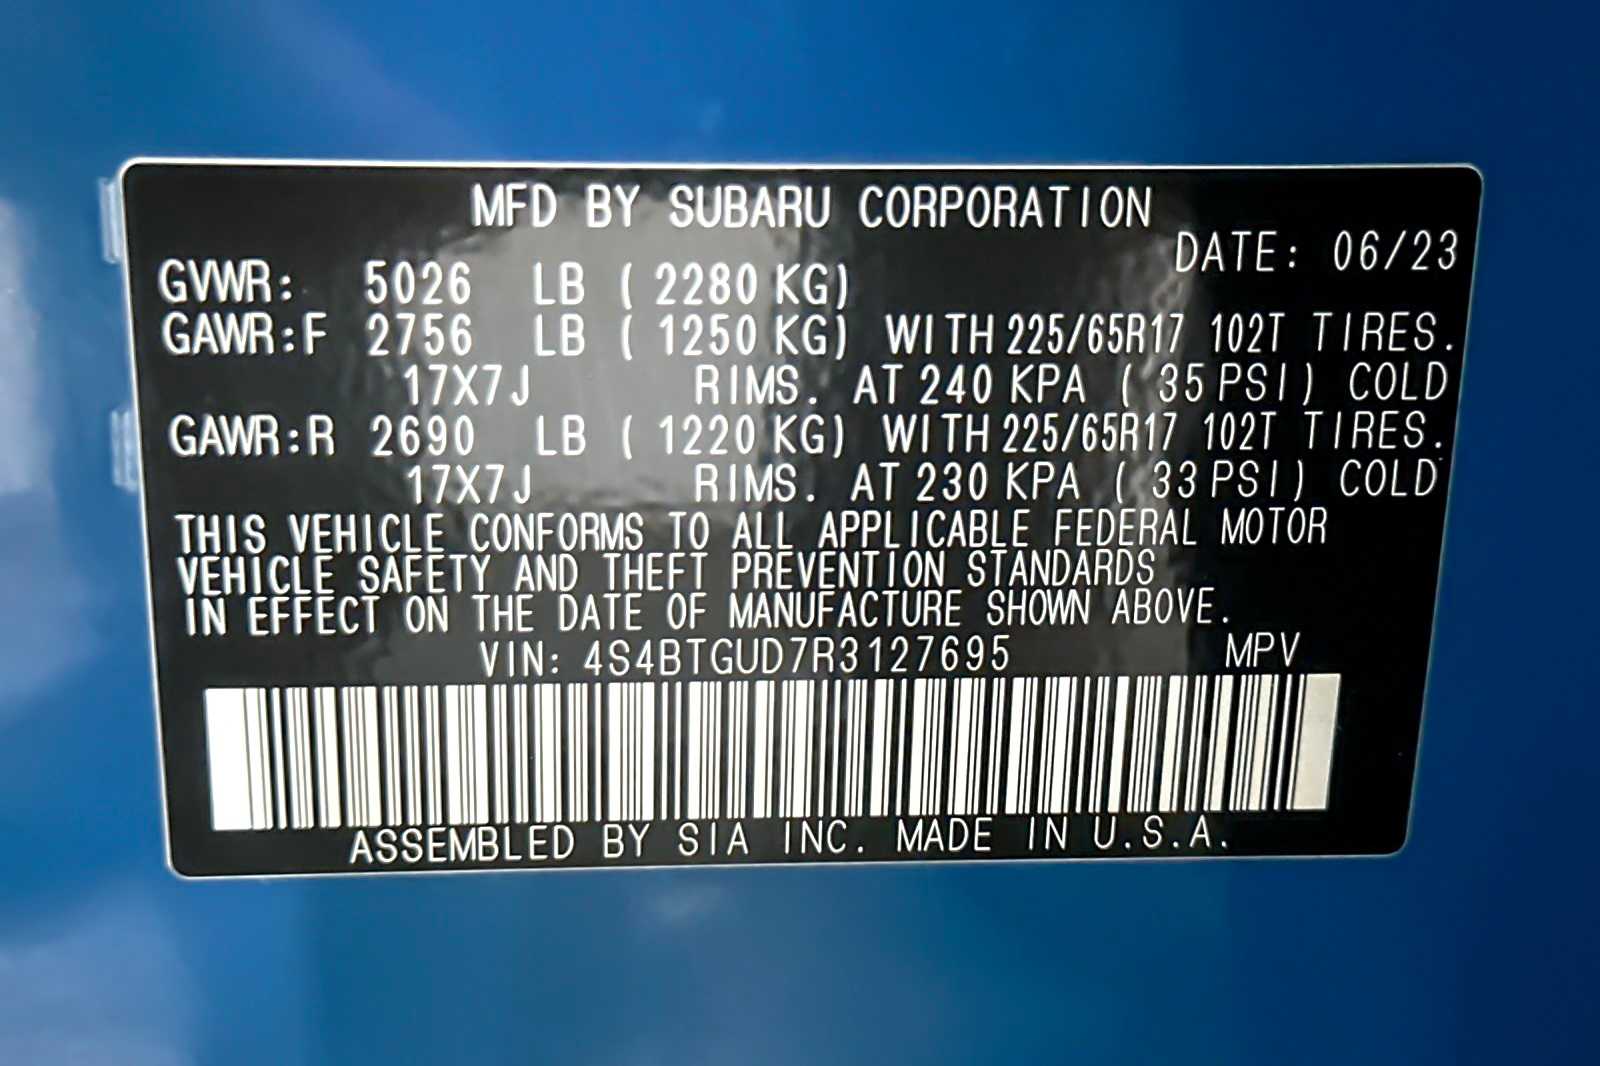 MFD BY SUBARU CORPORATION
DATE: 06/23
GVWR: 5026 LB ( 2280 KG)
GAWR:F 2756 LB ( 1250 KG) WITH 225/65R17 102T TIRES.
17X7J RIMS. AT 240 KPA ( 35 PSI) COLD
GAWR:R 2690 LB ( 1220 KG) WITH 225/65R17 102T TIRES.
17X7J RIMS. AT 230 KPA ( 33 PSI) COLD
THIS VEHICLE CONFORMS TO ALL APPLICABLE FEDERAL MOTOR
VEHICLE SAFETY AND THEFT PREVENTION STANDARDS
IN EFFECT ON THE DATE OF MANUFACTURE SHOWN ABOVE.
VIN: 4S4BTGUD7R3127695 MPV
ASSEMBLED BY SIA INC. MADE IN U.S.A.